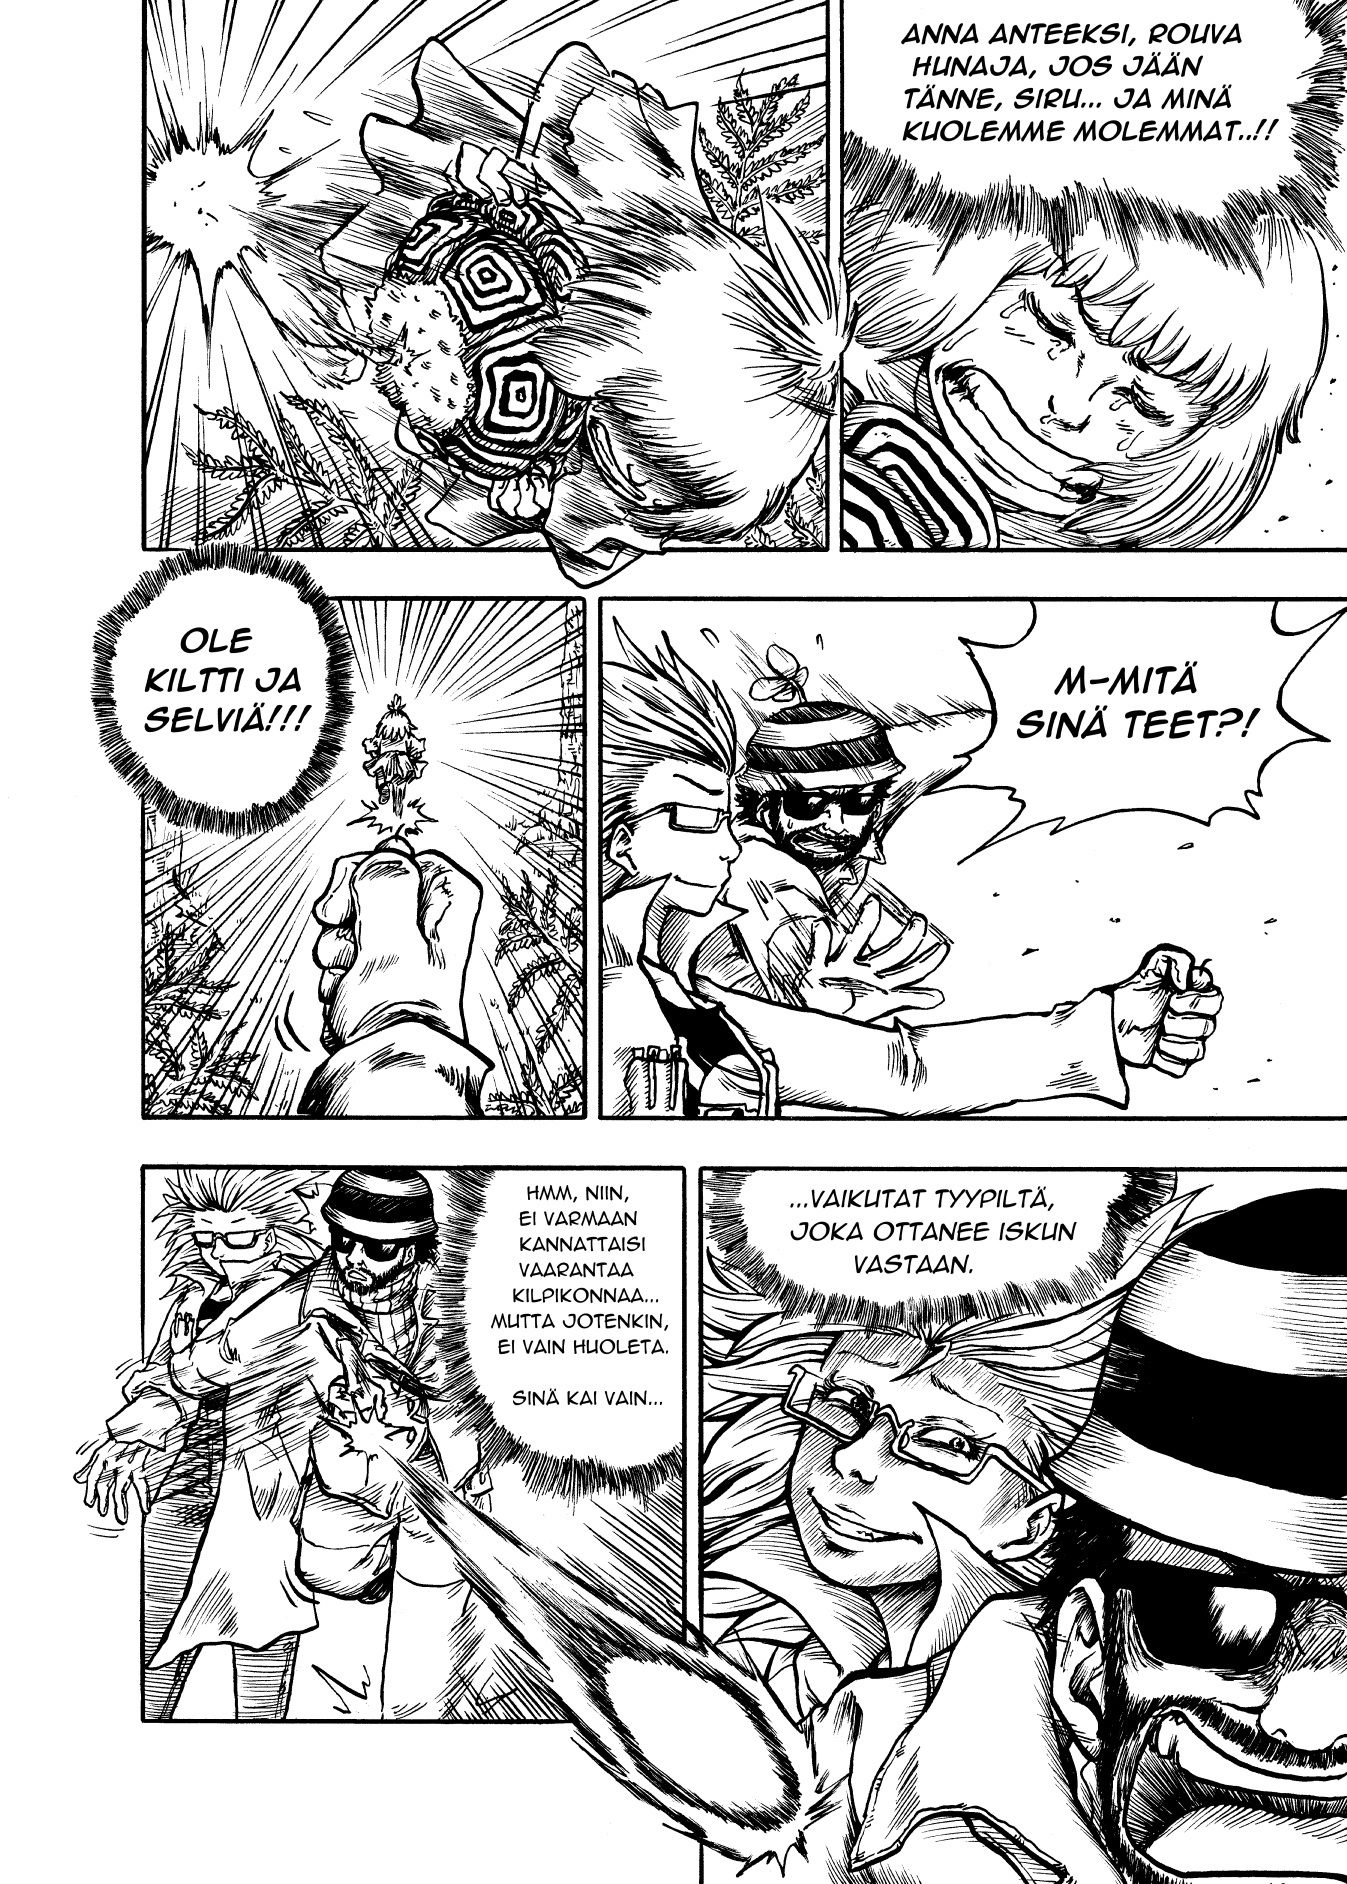 ANNA ANTEEKSI, ROUVA
HUNAJA, JOS JÄÄN
TÄNNE, SIRU... JA MINÄ
KUOLEMME MOLEMMAT..!!
OLE
KILTTI JA
SELVIÄ!!!
M-MITÄ
SINÄ TEET?!
HMM, NIIN,
EI VARMAAN
KANNATTAISI
VAARANTAA
KILPIKONNAA...
MUTTA JOTENKIN,
EI VAIN HUOLETA.
SINÄ KAI VAIN...
...VAIKUTAT TYYPILTÄ,
JOKA OTTANEE ISKUN
VASTAAN.